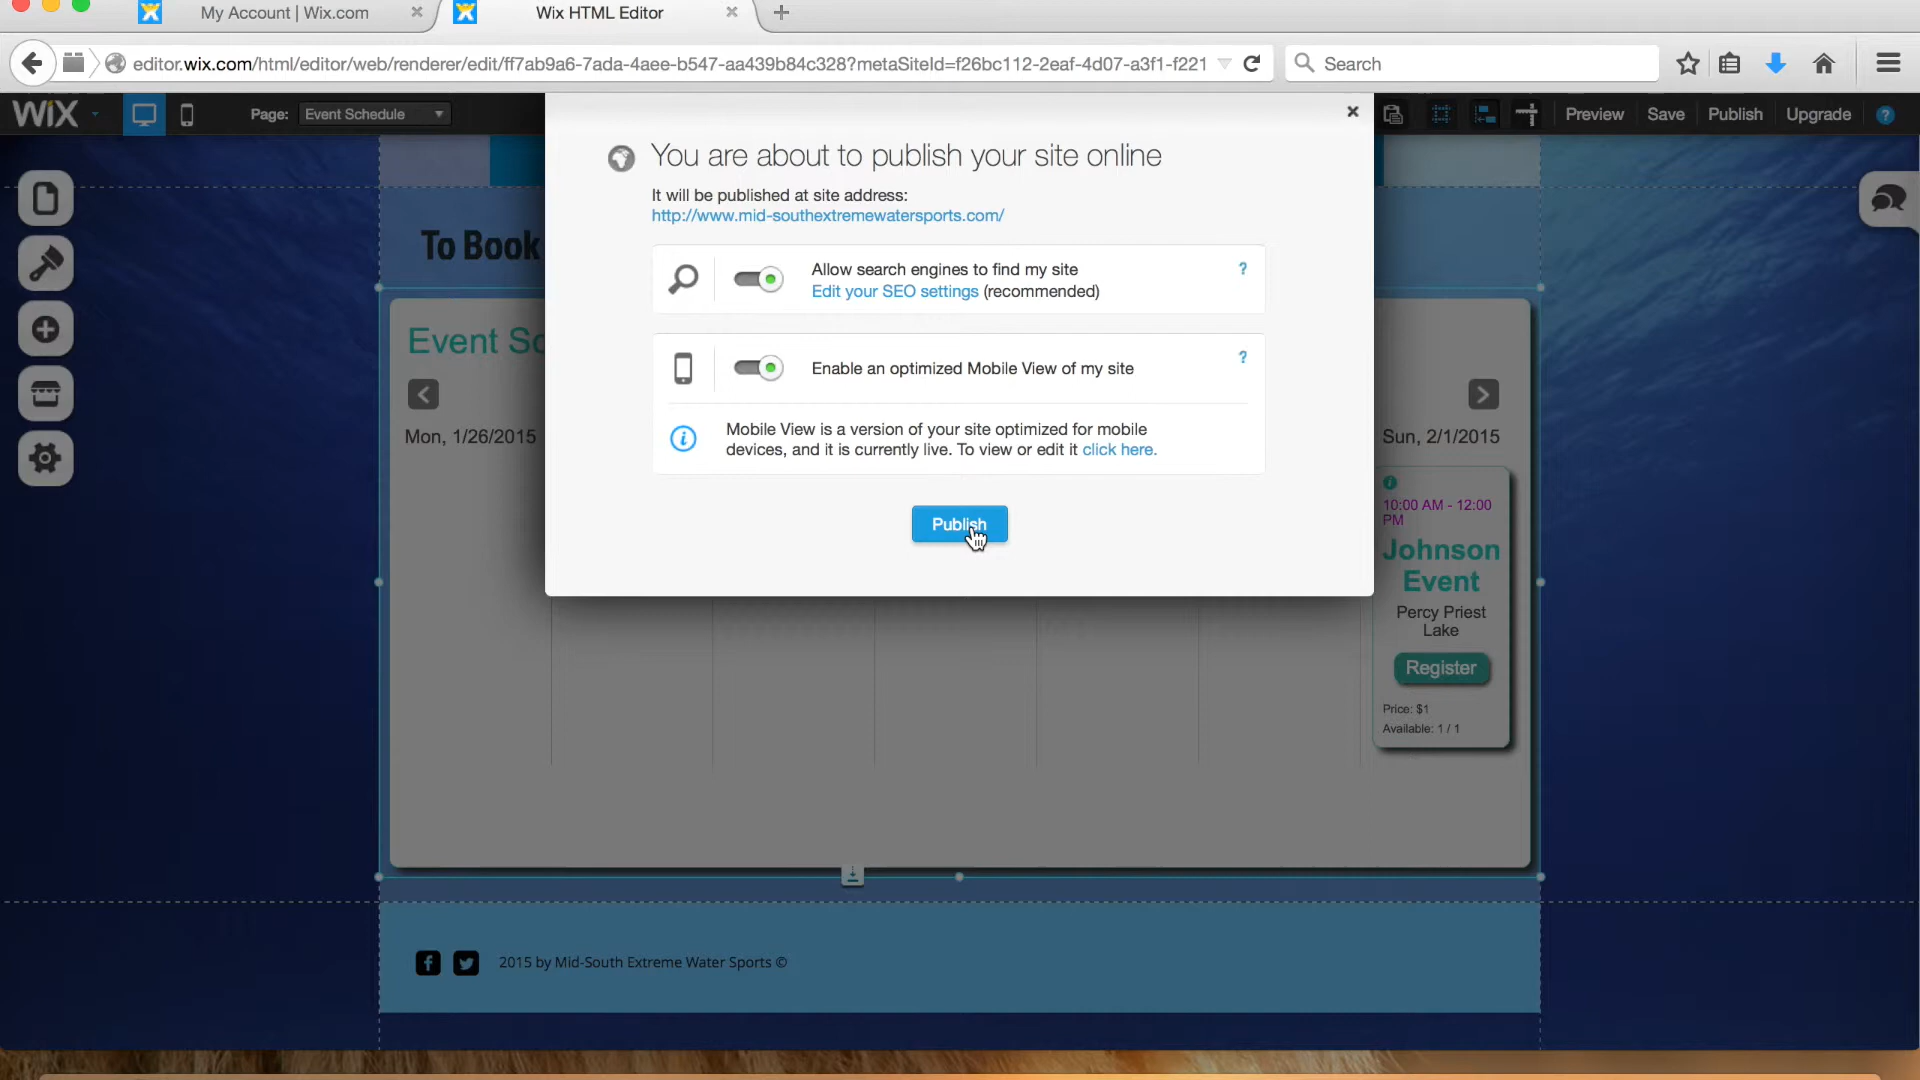 My Account | Wix.com
Wix HTML Editor
editor.wix.com/html/editor/web/renderer/edit/ff7ab9a6-7ada-4aee-b547-aa439b84c328?metaSiteId=f26bc112-2eaf-4d07-a3f1-f221
Search
WiX
Page:
Event Schedule
Preview
Save
Publish
Upgrade
?
You are about to publish your site online
It will be published at site address:
http://www.mid-southextremewatersports.com/
To Book
Allow search engines to find my site
?
Edit your SEO settings (recommended)
Event Sc
Enable an optimized Mobile View of my site
?
Mon, 1/26/2015
Mobile View is a version of your site optimized for mobile
devices, and it is currently live. To view or edit it click here.
Sun, 2/1/2015
Publish
10:00 AM - 12:00
PM
Johnson
Event
Percy Priest
Lake
Register
Price: $1
Available: 1 / 1
2015 by Mid-South Extreme Water Sports ©